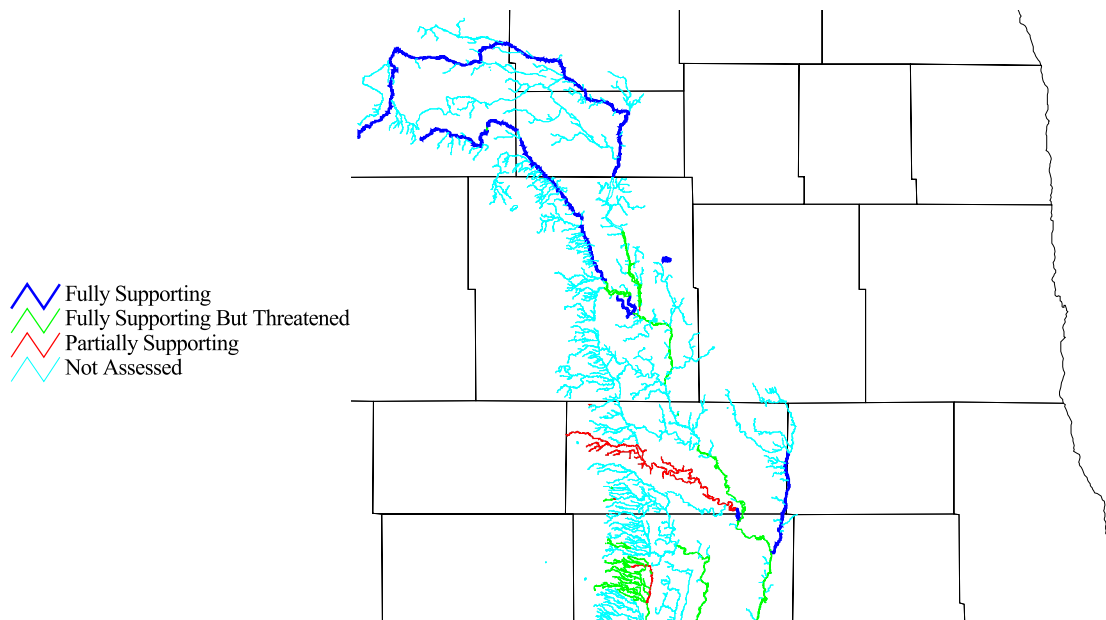 Fully Supporting
Fully Supporting But Threatened
Partially Supporting
Not Assessed